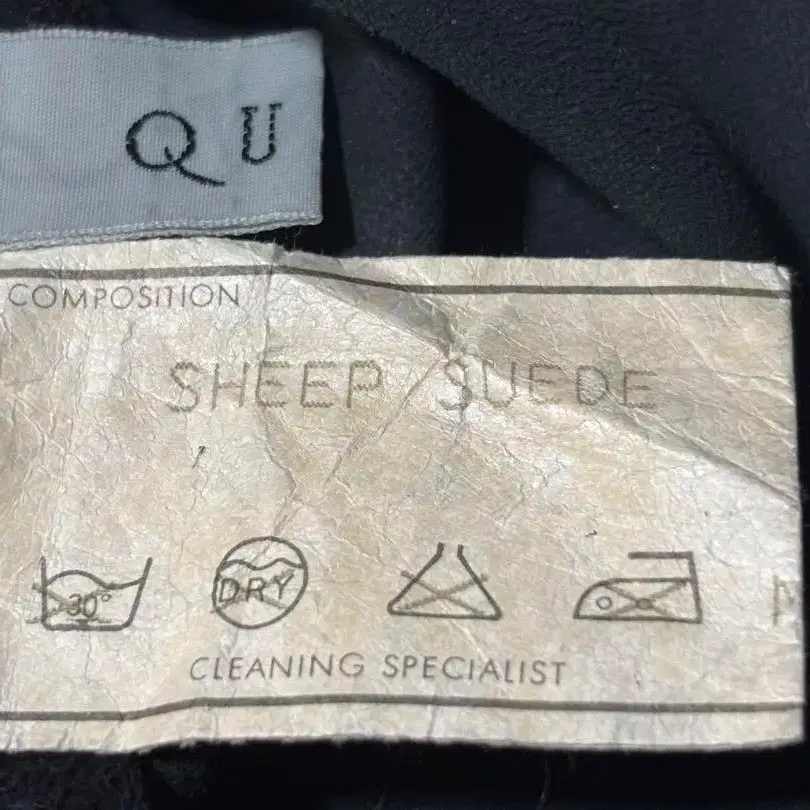 QU
COMPOSITION
SHEEP/SUEDE
30°
DRY
CLEANING SPECIALIST